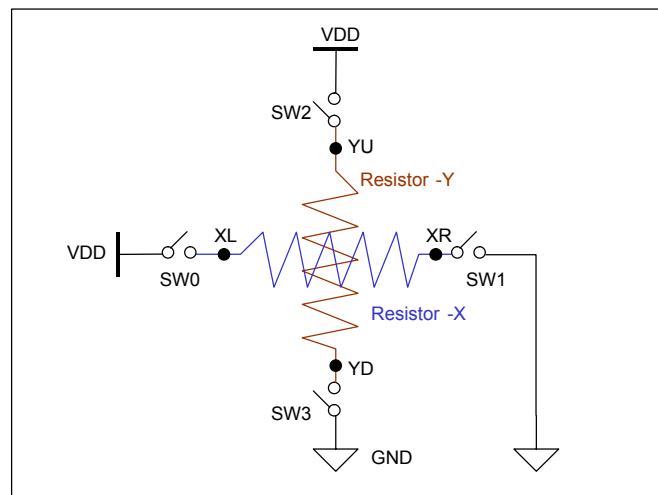 VDD
SW2
YU
Resistor -Y
XL
XR
VDD
SW0
SW1
Resistor -X
YD
SW3
GND